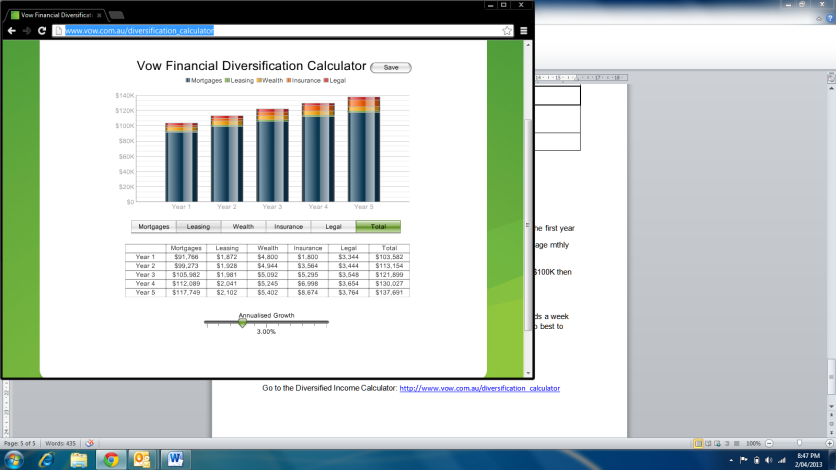 Vow Financial Diversificat
www.vow.com.au/diversification_calculator
Vow Financial Diversification Calculator
Save
Mortgages Leasing Wealth Insurance Legal
$140K
$120K
$100K
$80K
$60K
$40K
$20K
$0
Year 1 Year 2 Year 3 Year 4 Year 5
Mortgages Leasing Wealth Insurance Legal Total
Mortgages Leasing Wealth Insurance Legal Total
Year 1 $91,766 $1,872 $4,800 $1,800 $3,344 $103,582
Year 2 $99,273 $1,928 $4,944 $3,564 $3,444 $113,154
Year 3 $105,982 $1,981 $5,092 $5,295 $3,548 $121,899
Year 4 $112,089 $2,041 $5,245 $6,998 $3,654 $130,027
Year 5 $117,749 $2,102 $5,402 $8,674 $3,764 $137,691
Annualised Growth
3.00%
he first year
age mthly
$100K then
ds a week
o best to
Go to the Diversified Income Calculator: http://www.vow.com.au/diversification_calculator
Page: 5 of 5 Words: 435
100%
8:47 PM
2/04/2013